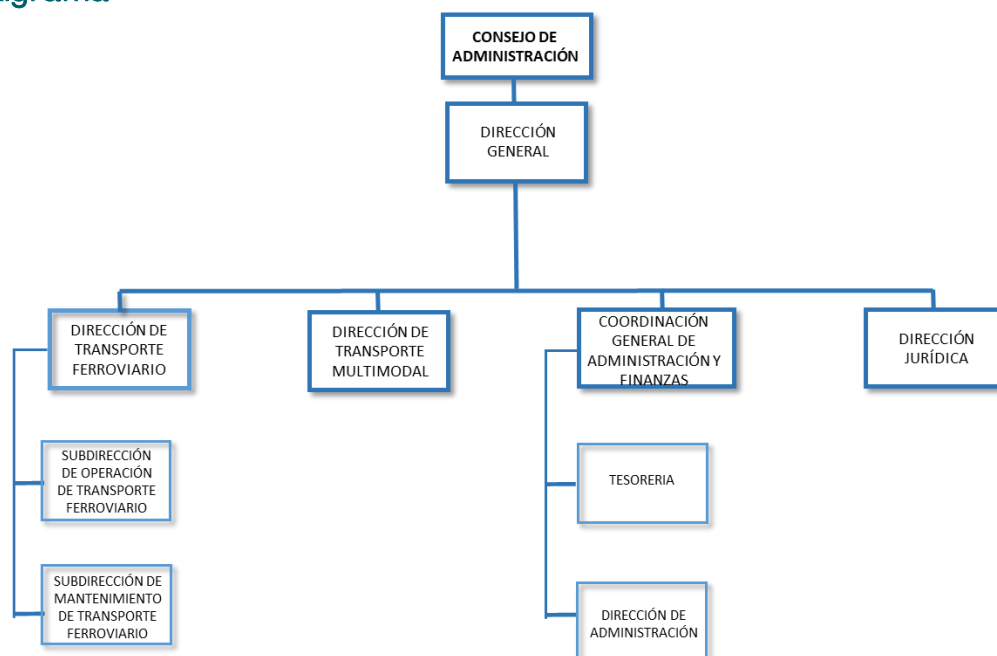 CONSEJO DE
ADMINISTRACIÓN
DIRECCIÓN
GENERAL
DIRECCIÓN DE
TRANSPORTE
FERROVIARIO
DIRECCIÓN DE
TRANSPORTE
MULTIMODAL
COORDINACIÓN
GENERAL DE
ADMINISTRACIÓN Y
FINANZAS
DIRECCIÓN
JURÍDICA
SUBDIRECCIÓN
DE OPERACIÓN
DE TRANSPORTE
FERROVIARIO
TESORERIA
SUBDIRECCIÓN DE
MANTENIMIENTO
DE TRANSPORTE
FERROVIARIO
DIRECCIÓN DE
ADMINISTRACIÓN